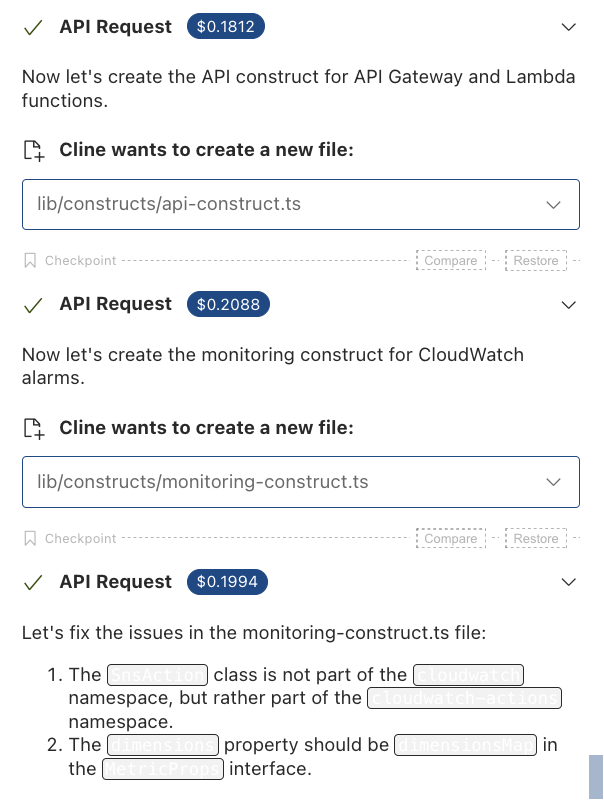 API Request $0.1812
Now let's create the API construct for API Gateway and Lambda
functions.
Cline wants to create a new file:
lib/constructs/api-construct.ts
Checkpoint Compare Restore
API Request $0.2088
Now let's create the monitoring construct for CloudWatch
alarms.
Cline wants to create a new file:
lib/constructs/monitoring-construct.ts
Checkpoint Compare Restore
API Request $0.1994
Let's fix the issues in the monitoring-construct.ts file:
1. The SnsAction class is not part of the cloudwatch
namespace, but rather part of the cloudwatch-actions
namespace.
2. The dimensions property should be dimensionsMap in
the MetricProps interface.